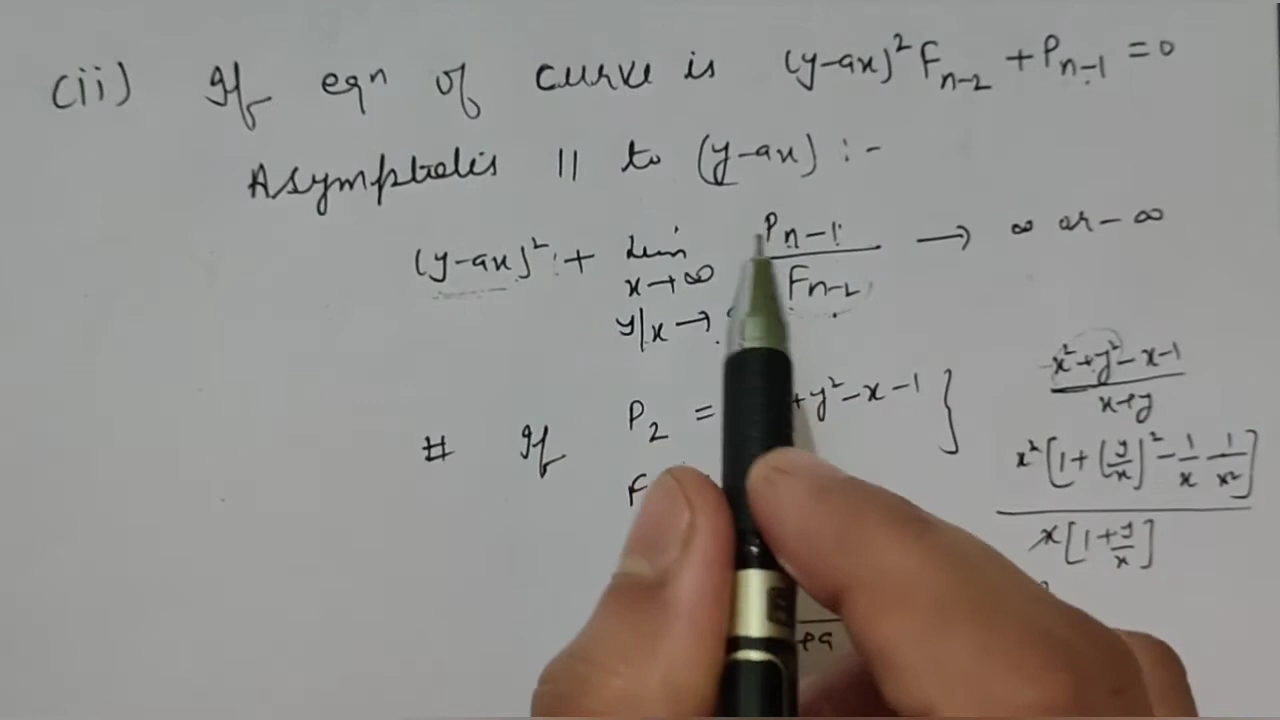 (ii) If eqⁿ of curve is (y-ax)² Fₙ₋₂ + Pₙ₋₁ = 0
Asymptotes || to (y-ax) :-
(y-ax)² + Lim Pₙ₋₁ / Fₙ₋₂ → ∞ or - ∞
x→∞
y/x →
# If P₂ = +y²-x-1 }
F
x²+y²-x-1 / x+y
x²[1+(y/x)²-1/x 1/x²] / x[1+y/x]